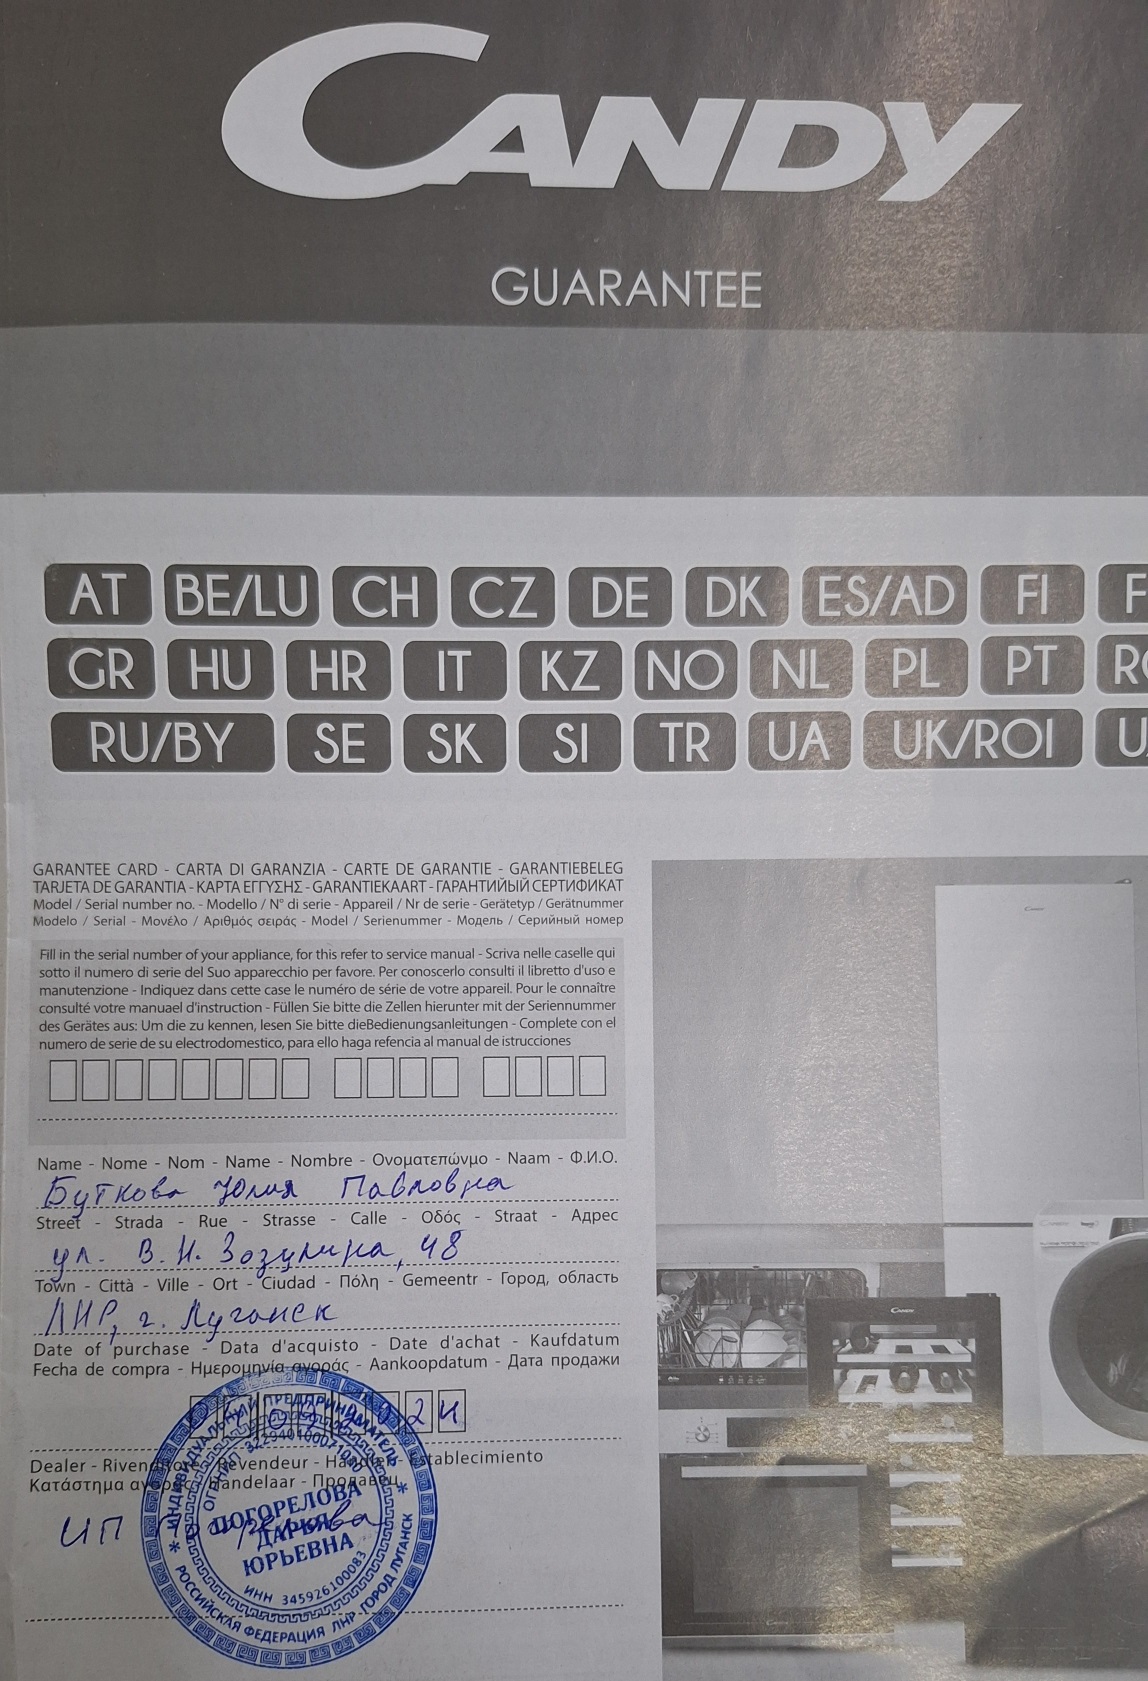 CANDY
GUARANTEE
AT BE/LU CH CZ DE DK ES/AD FI
GR HU HR IT KZ NO NL PL PT
RU/BY SE SK SI TR UA UK/ROI
GARANTEE CARD - CARTA DI GARANZIA - CARTE DE GARANTIE - GARANTIEBELEG
TARJETA DE GARANTIA - ΚΑΡΤΑ ΕΓΓΥΣΗΣ - GARANTIEKAART - ГАРАНТИЙЫЙ СЕРТИФИКАТ
Model / Serial number no. - Modello / N° di serie - Appareil / Nr de serie - Gerätetyp / Gerätnummer
Modelo / Serial - Μονέλο / Αριθμός σειράς - Model / Serienummer - Модель / Серийный номер
Fill in the serial number of your appliance, for this refer to service manual - Scriva nelle caselle qui
sotto il numero di serie del Suo apparecchio per favore. Per conoscerlo consulti il libretto d'uso e
manutenzione - Indiquez dans cette case le numéro de série de votre appareil. Pour le connaître
consulté votre manuael d'instruction - Füllen Sie bitte die Zellen hierunter mit der Seriennummer
des Gerätes aus: Um die zu kennen, lesen Sie bitte dieBedienungsanleitungen - Complete con el
numero de serie de su electrodomestico, para ello haga refencia al manual de istrucciones
Name - Nome - Nom - Name - Nombre - Ονοματεπώνμο - Naam - Ф.И.О.
Буткова Юлия Павловна
Street - Strada - Rue - Strasse - Calle - Οδός - Straat - Адрес
ул. В. Н. Зозулина, 48
Town - Città - Ville - Ort - Ciudad - Πόλη - Gemeentr - Город, область
ЛНР, г. Луганск
Date of purchase - Data d'acquisto - Date d'achat - Kaufdatum
Fecha de compra - Ημερομηνία αγοράς - Aankoopdatum - Дата продажи
Dealer - Rivenditore - Revendeur - Händler - Establecimiento
Κατάστημα αγοράς - Handelaar - Продавец
ИП Погорелова
ИНДИВИДУАЛЬНЫЙ ПРЕДПРИНИМАТЕЛЬ
ПОГОРЕЛОВА
ДАРЬЯ
ЮРЬЕВНА
ИНН 345926100083
РОССИЙСКАЯ ФЕДЕРАЦИЯ ЛНР ГОРОД ЛУГАНСК